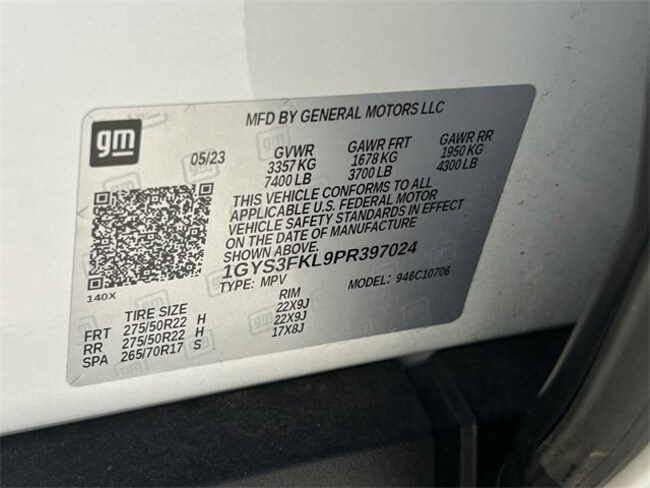 gm
MFD BY GENERAL MOTORS LLC
05/23 GVWR GAWR FRT GAWR RR
3357 KG 1678 KG 1950 KG
7400 LB 3700 LB 4300 LB
THIS VEHICLE CONFORMS TO ALL
APPLICABLE U.S. FEDERAL MOTOR
VEHICLE SAFETY STANDARDS IN EFFECT
ON THE DATE OF MANUFACTURE
SHOWN ABOVE.
1GYS3FKL9PR397024
TYPE: MPV MODEL: 946C10706
140X
TIRE SIZE RIM
FRT 275/50R22 H 22X9J
RR 275/50R22 H 22X9J
SPA 265/70R17 S 17X8J